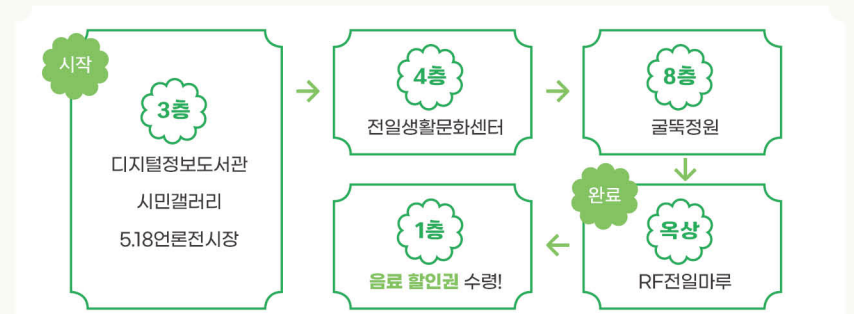 시작
3층
디지털정보도서관
시민갤러리
5.18언론전시장
4층
전일생활문화센터
8층
굴뚝정원
완료
옥상
RF전일마루
1층
음료 할인권 수령!